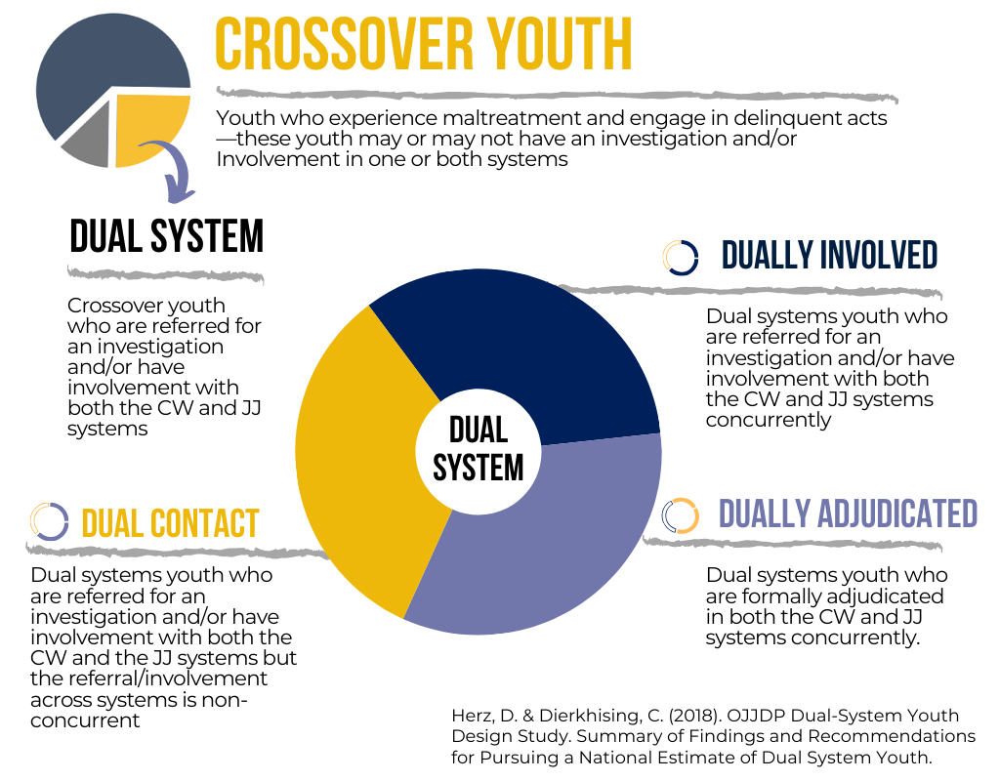 CROSSOVER YOUTH
Youth who experience maltreatment and engage in delinquent acts
—these youth may or may not have an investigation and/or
Involvement in one or both systems
DUAL SYSTEM
Crossover youth
who are referred for
an investigation
and/or have
involvement with
both the CW and JJ
systems
DUALLY INVOLVED
Dual systems youth who
are referred for an
investigation and/or have
involvement with both
the CW and JJ systems
concurrently
DUAL
SYSTEM
DUAL CONTACT
Dual systems youth who
are referred for an
investigation and/or have
involvement with both the
CW and the JJ systems but
the referral/involvement
across systems is non-
concurrent
DUALLY ADJUDICATED
Dual systems youth who
are formally adjudicated
in both the CW and JJ
systems concurrently.
Herz, D. & Dierkhising, C. (2018). OJJDP Dual-System Youth
Design Study. Summary of Findings and Recommendations
for Pursuing a National Estimate of Dual System Youth.